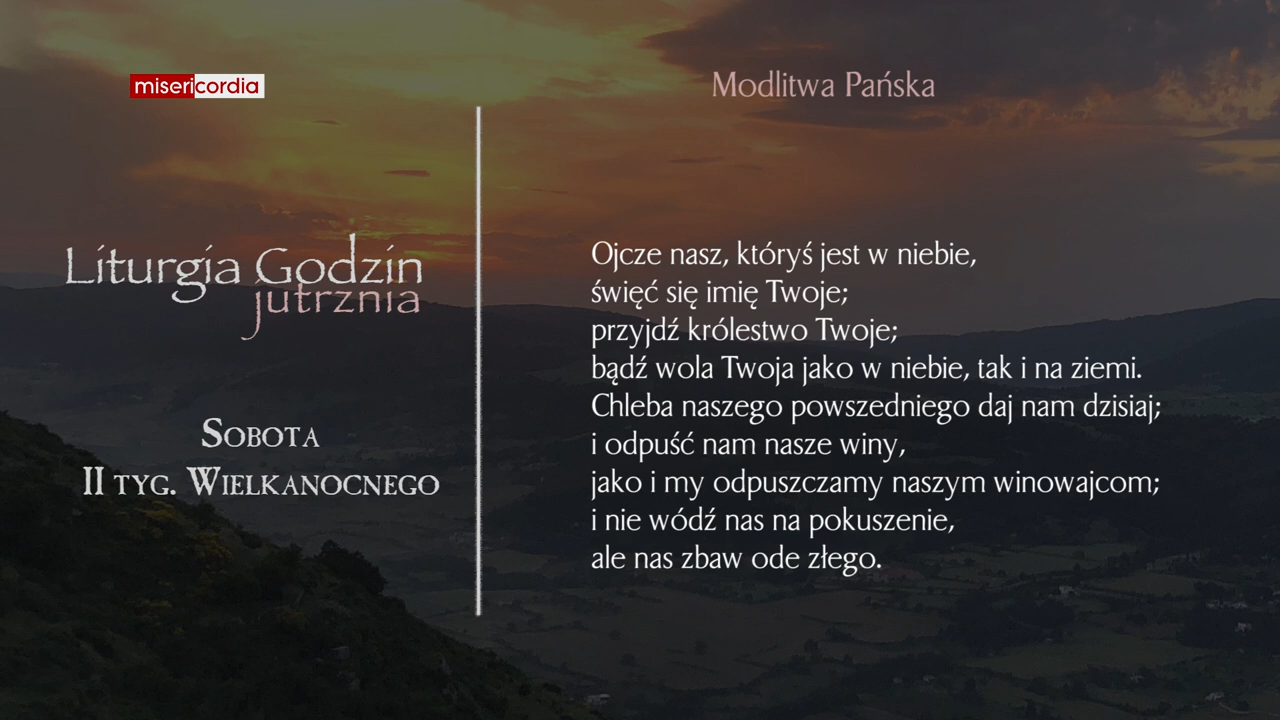 misericordia
Liturgia Godzin
jutrznia
Sobota
II tyg. Wielkanocnego
Modlitwa Pańska
Ojcze nasz, któryś jest w niebie,
święć się imię Twoje;
przyjdź królestwo Twoje;
bądź wola Twoja jako w niebie, tak i na ziemi.
Chleba naszego powszedniego daj nam dzisiaj;
i odpuść nam nasze winy,
jako i my odpuszczamy naszym winowajcom;
i nie wódź nas na pokuszenie,
ale nas zbaw ode złego.